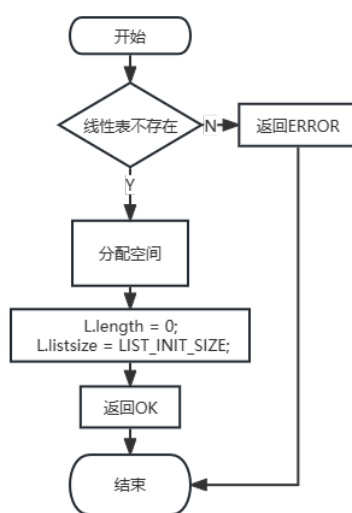 开始
线性表不存在
N
返回ERROR
Y
分配空间
L.length = 0;
L.listsize = LIST_INIT_SIZE;
返回OK
结束